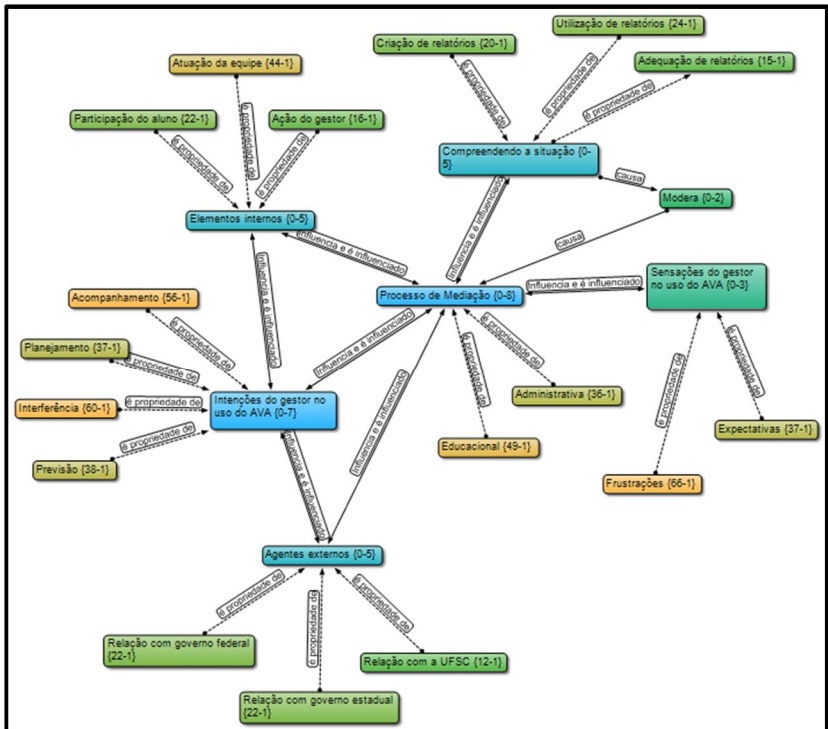 Utilização de relatórios {24-1}
Criação de relatórios {20-1}
Atuação da equipe {44-1}
Adequação de relatórios {15-1}
é propriedade de
é propriedade de
é propriedade de
é propriedade de
Participação do aluno {22-1}
Ação do gestor {16-1}
é propriedade de
é propriedade de
Compreendendo a situação {0-
5}
causa
Modera {0-2}
Elementos internos {0-5}
Influencia e é influenciado
Influencia e é influenciado
causa
Sensações do gestor
no uso do AVA {0-3}
Influencia e é influenciado
Processo de Mediação {0-8}
Acompanhamento {56-1}
Influencia e é influenciado
é propriedade de
Planejamento {37-1}
é propriedade de
Influencia e é influenciado
é propriedade de
é propriedade de
Interferência {60-1}
é propriedade de
Intenções do gestor no
uso do AVA {0-7}
Administrativa {36-1}
é propriedade de
é propriedade de
Previsão {38-1}
é propriedade de
Influencia e é influenciado
Influencia e é influenciado
Educacional {49-1}
Expectativas {37-1}
Frustrações {66-1}
Agentes externos {0-5}
é propriedade de
é propriedade de
é propriedade de
Relação com governo federal
{22-1}
Relação com a UFSC {12-1}
Relação com governo estadual
{22-1}